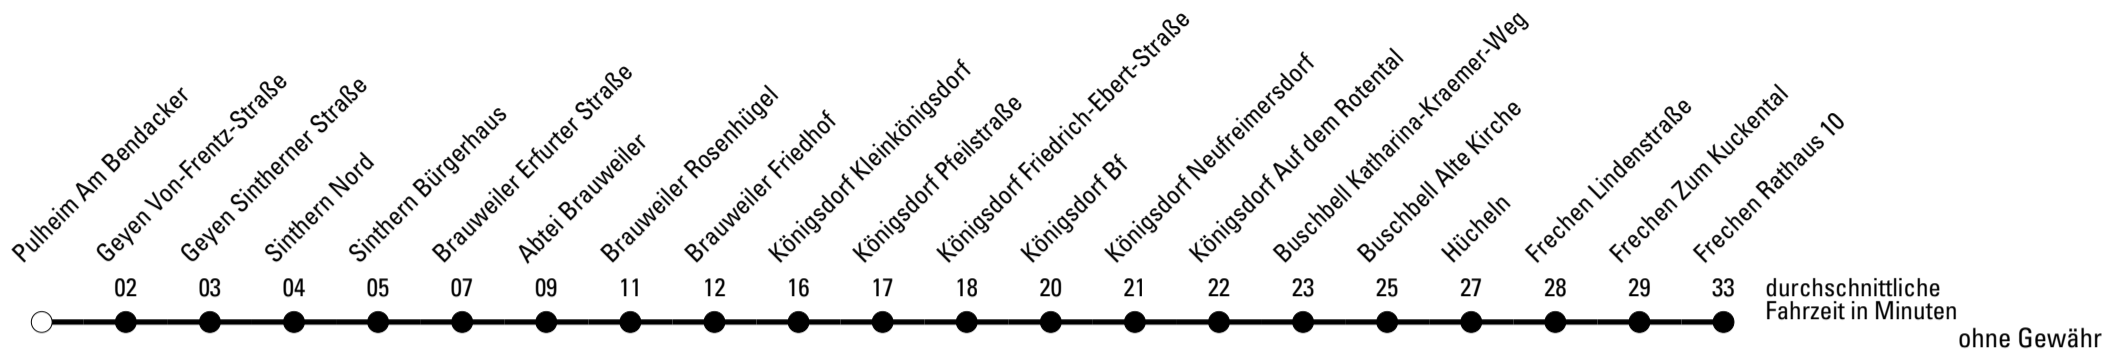 Pulheim Am Bendacker
Geyen Von-Frentz-Straße
Geyen Sintherner Straße
Sinthern Nord
Sinthern Bürgerhaus
Brauweiler Erfurter Straße
Abtei Brauweiler
Brauweiler Rosenhügel
Brauweiler Friedhof
Königsdorf Kleinkönigsdorf
Königsdorf Pfeilstraße
Königsdorf Friedrich-Ebert-Straße
Königsdorf Bf
Königsdorf Neufreimersdorf
Königsdorf Auf dem Rotental
Buschbell Katharina-Kraemer-Weg
Buschbell Alte Kirche
Hücheln
Frechen Lindenstraße
Frechen Zum Kuckental
Frechen Rathaus 10
02 03 04 05 07 09 11 12 16 17 18 20 21 22 23 25 27 28 29 33
durchschnittliche
Fahrzeit in Minuten
ohne Gewähr